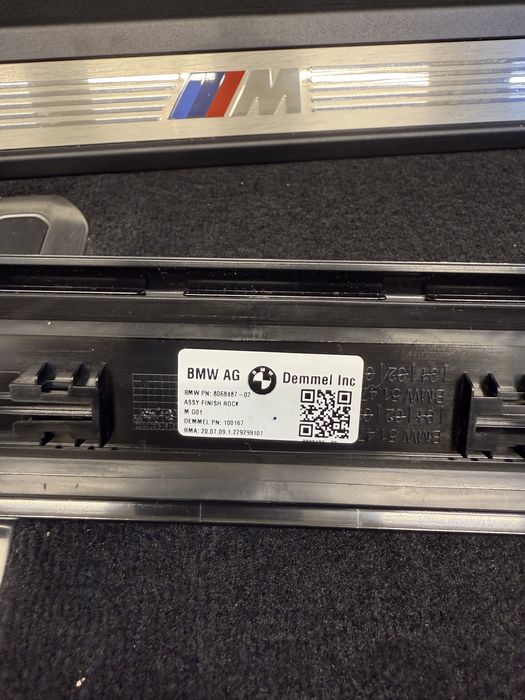 M
BMW AG
BMW
Demmel Inc
BMW PN: 8068487-02
ASSY FINISH ROCK
M G01
DEMMEL PN: 100167
RMA: 20.07.09.1.229299107